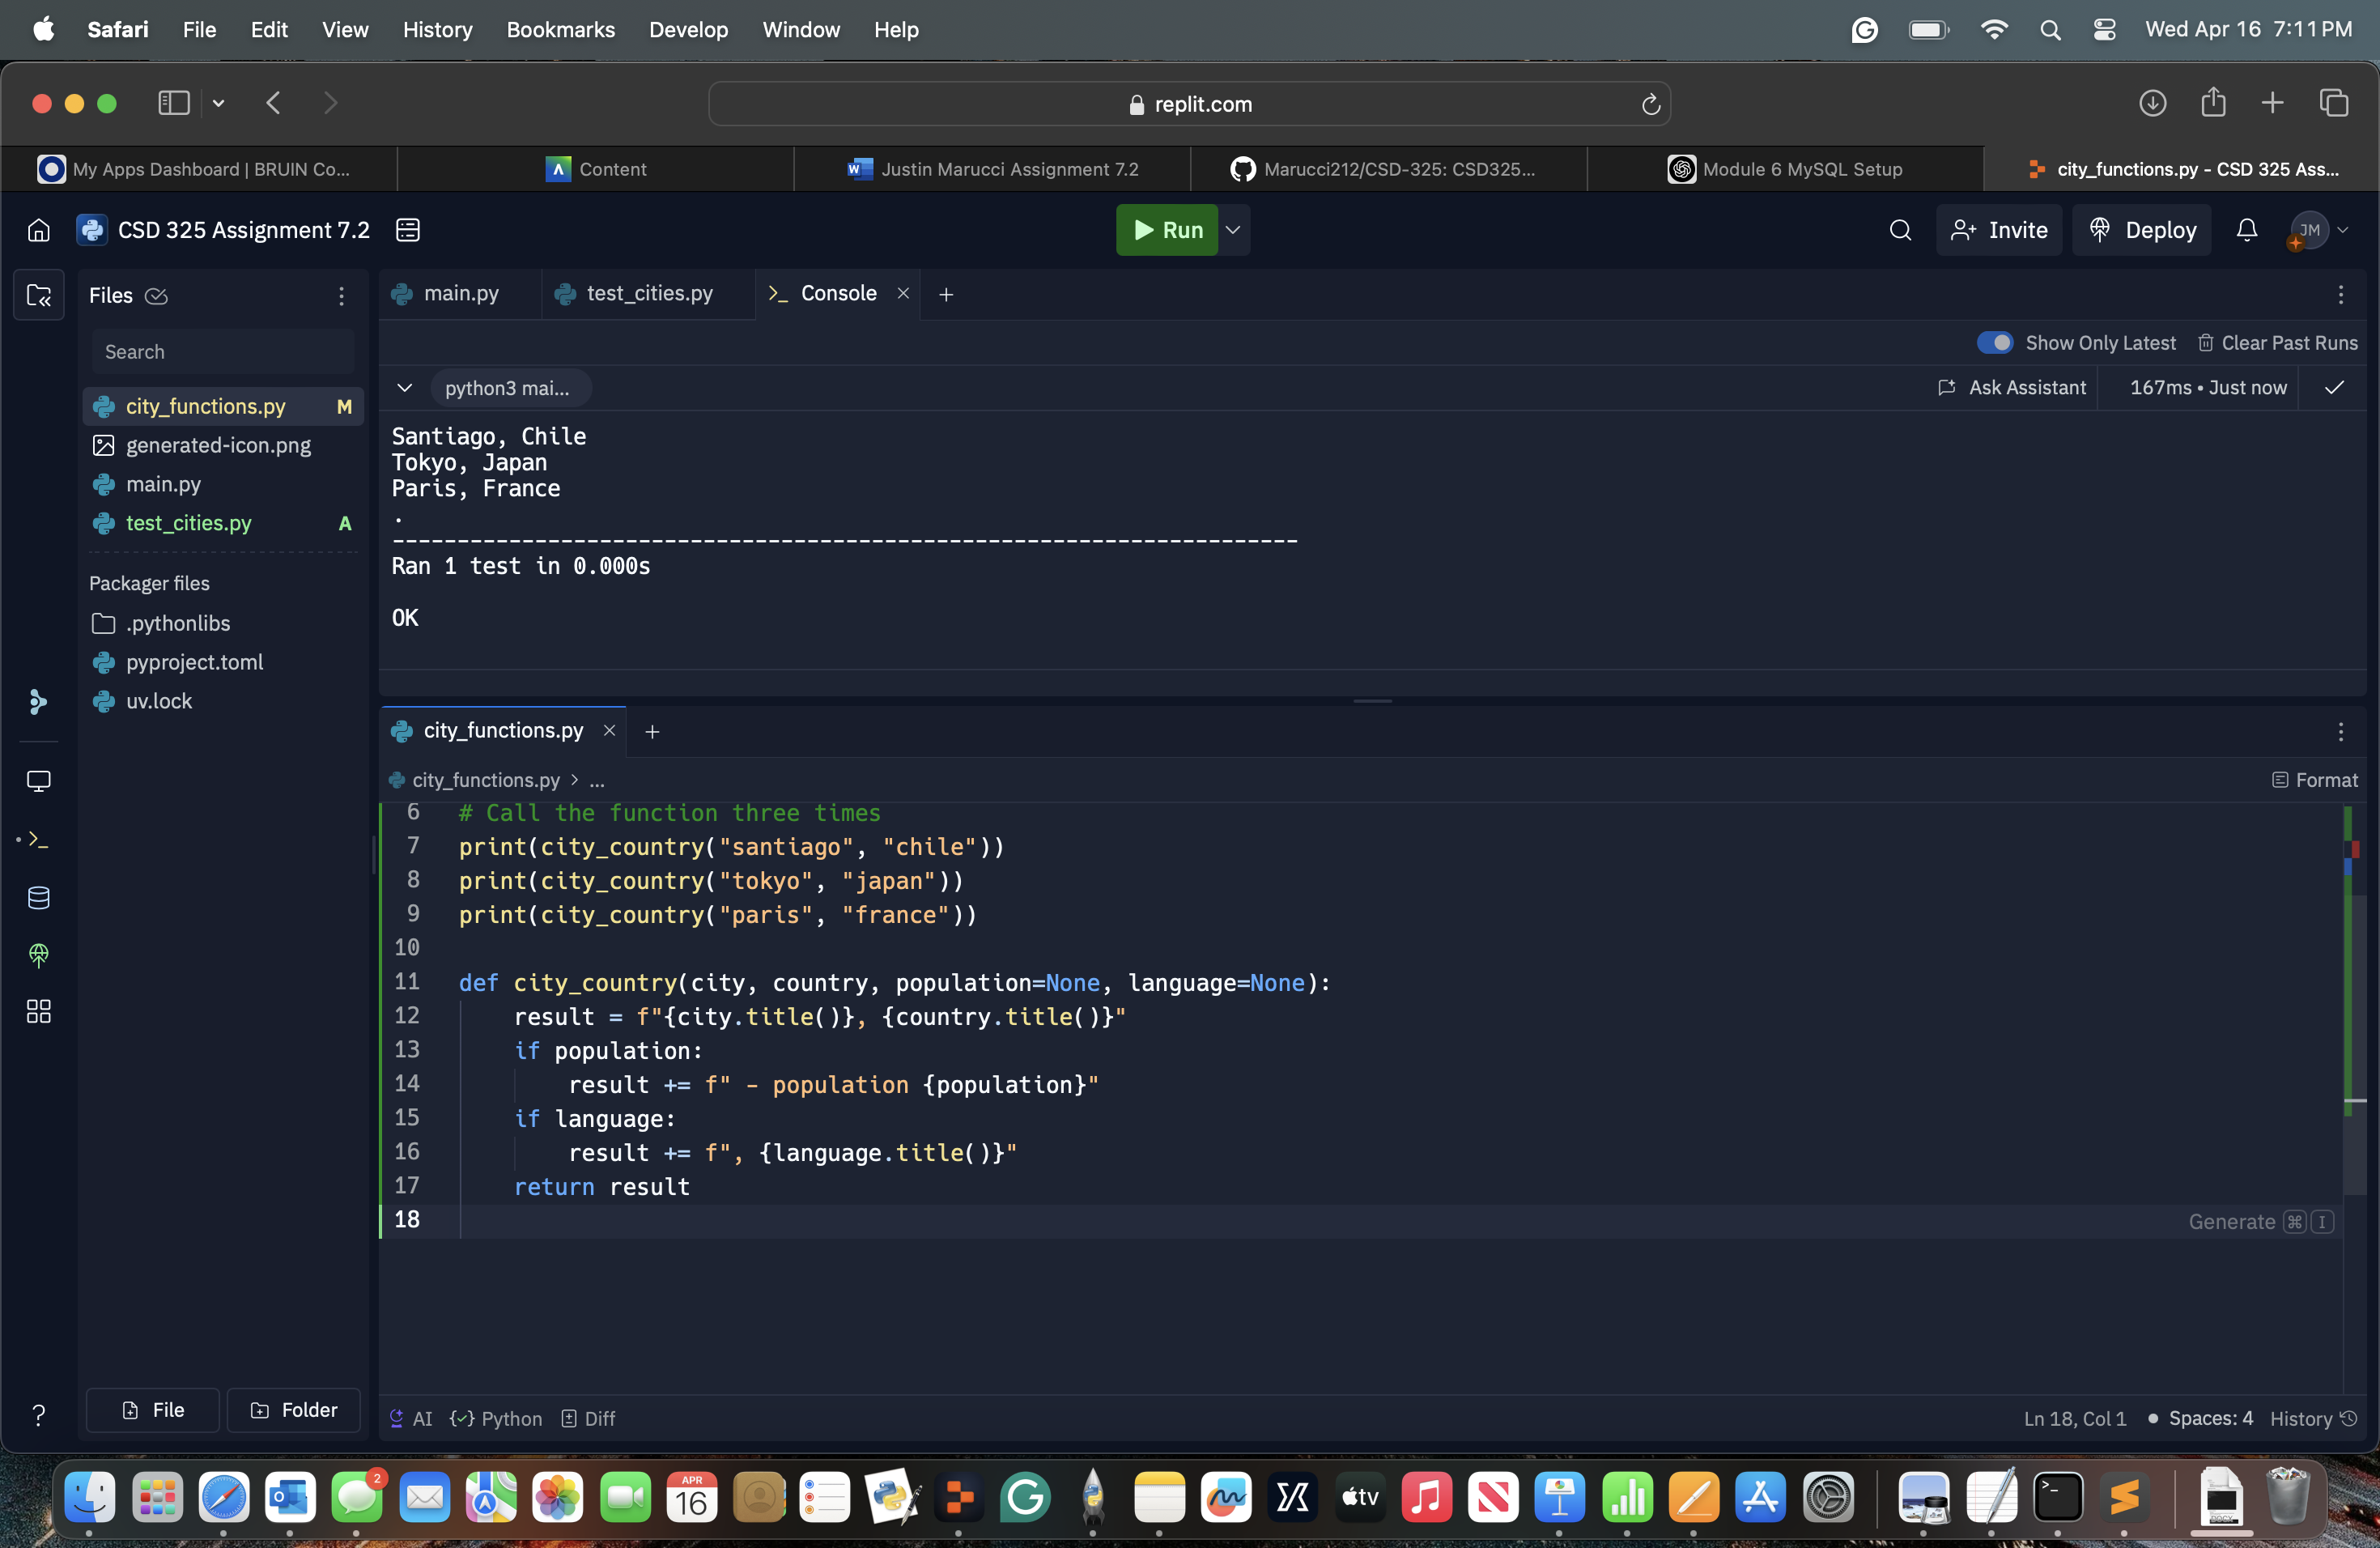 Safari File Edit View History Bookmarks Develop Window Help Wed Apr 16 7:11 PM
replit.com
My Apps Dashboard | BRUIN Co... Content Justin Marucci Assignment 7.2 Marucci212/CSD-325: CSD325... Module 6 MySQL Setup city_functions.py - CSD 325 Ass...
CSD 325 Assignment 7.2 Run Invite Deploy JM
Files main.py test_cities.py Console
Search
Show Only Latest Clear Past Runs
python3 mai... Ask Assistant 167ms • Just now
city_functions.py M
generated-icon.png
main.py
test_cities.py A
Packager files
.pythonlibs
pyproject.toml
uv.lock
Santiago, Chile
Tokyo, Japan
Paris, France
.
----------------------------------------------------------------------
Ran 1 test in 0.000s
OK
city_functions.py
city_functions.py > ... Format
6 # Call the function three times
7 print(city_country("santiago", "chile"))
8 print(city_country("tokyo", "japan"))
9 print(city_country("paris", "france"))
10
11 def city_country(city, country, population=None, language=None):
12     result = f"{city.title()}, {country.title()}"
13     if population:
14         result += f" - population {population}"
15     if language:
16         result += f", {language.title()}"
17     return result
18
Generate ⌘ I
File Folder
AI Python Diff Ln 18, Col 1 • Spaces: 4 History
2
APR
16
tv
DOCX